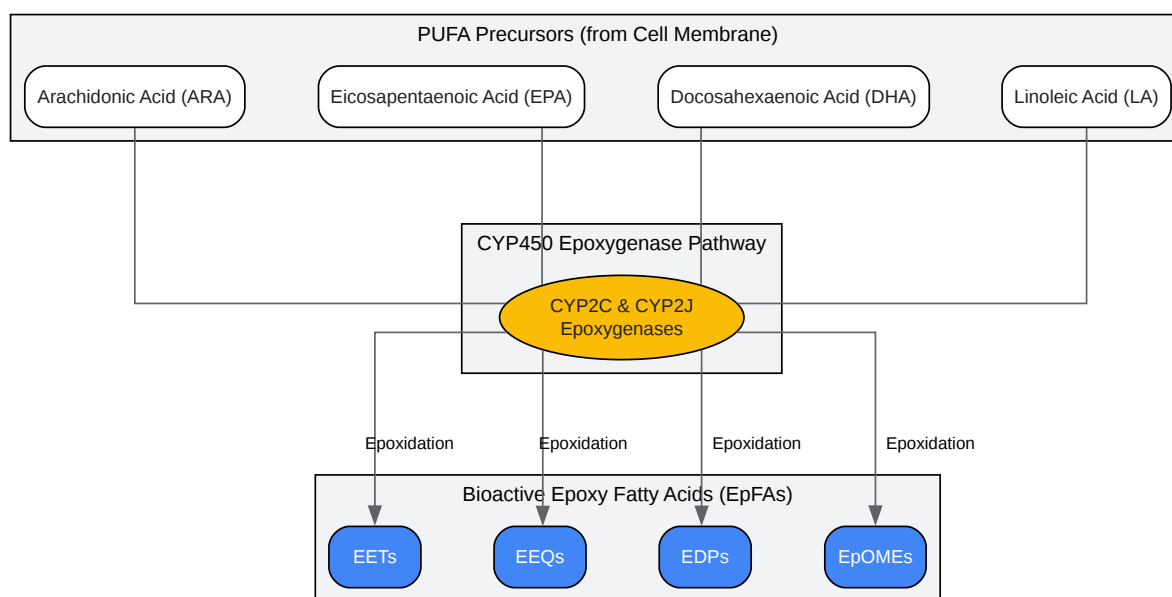 PUFA Precursors (from Cell Membrane)
Arachidonic Acid (ARA)
Eicosapentaenoic Acid (EPA)
Docosahexaenoic Acid (DHA)
Linoleic Acid (LA)
CYP450 Epoxygenase Pathway
CYP2C & CYP2J
Epoxygenases
Epoxidation
Epoxidation
Epoxidation
Epoxidation
Bioactive Epoxy Fatty Acids (EpFAs)
EETs
EEQs
EDPs
EpOMEs